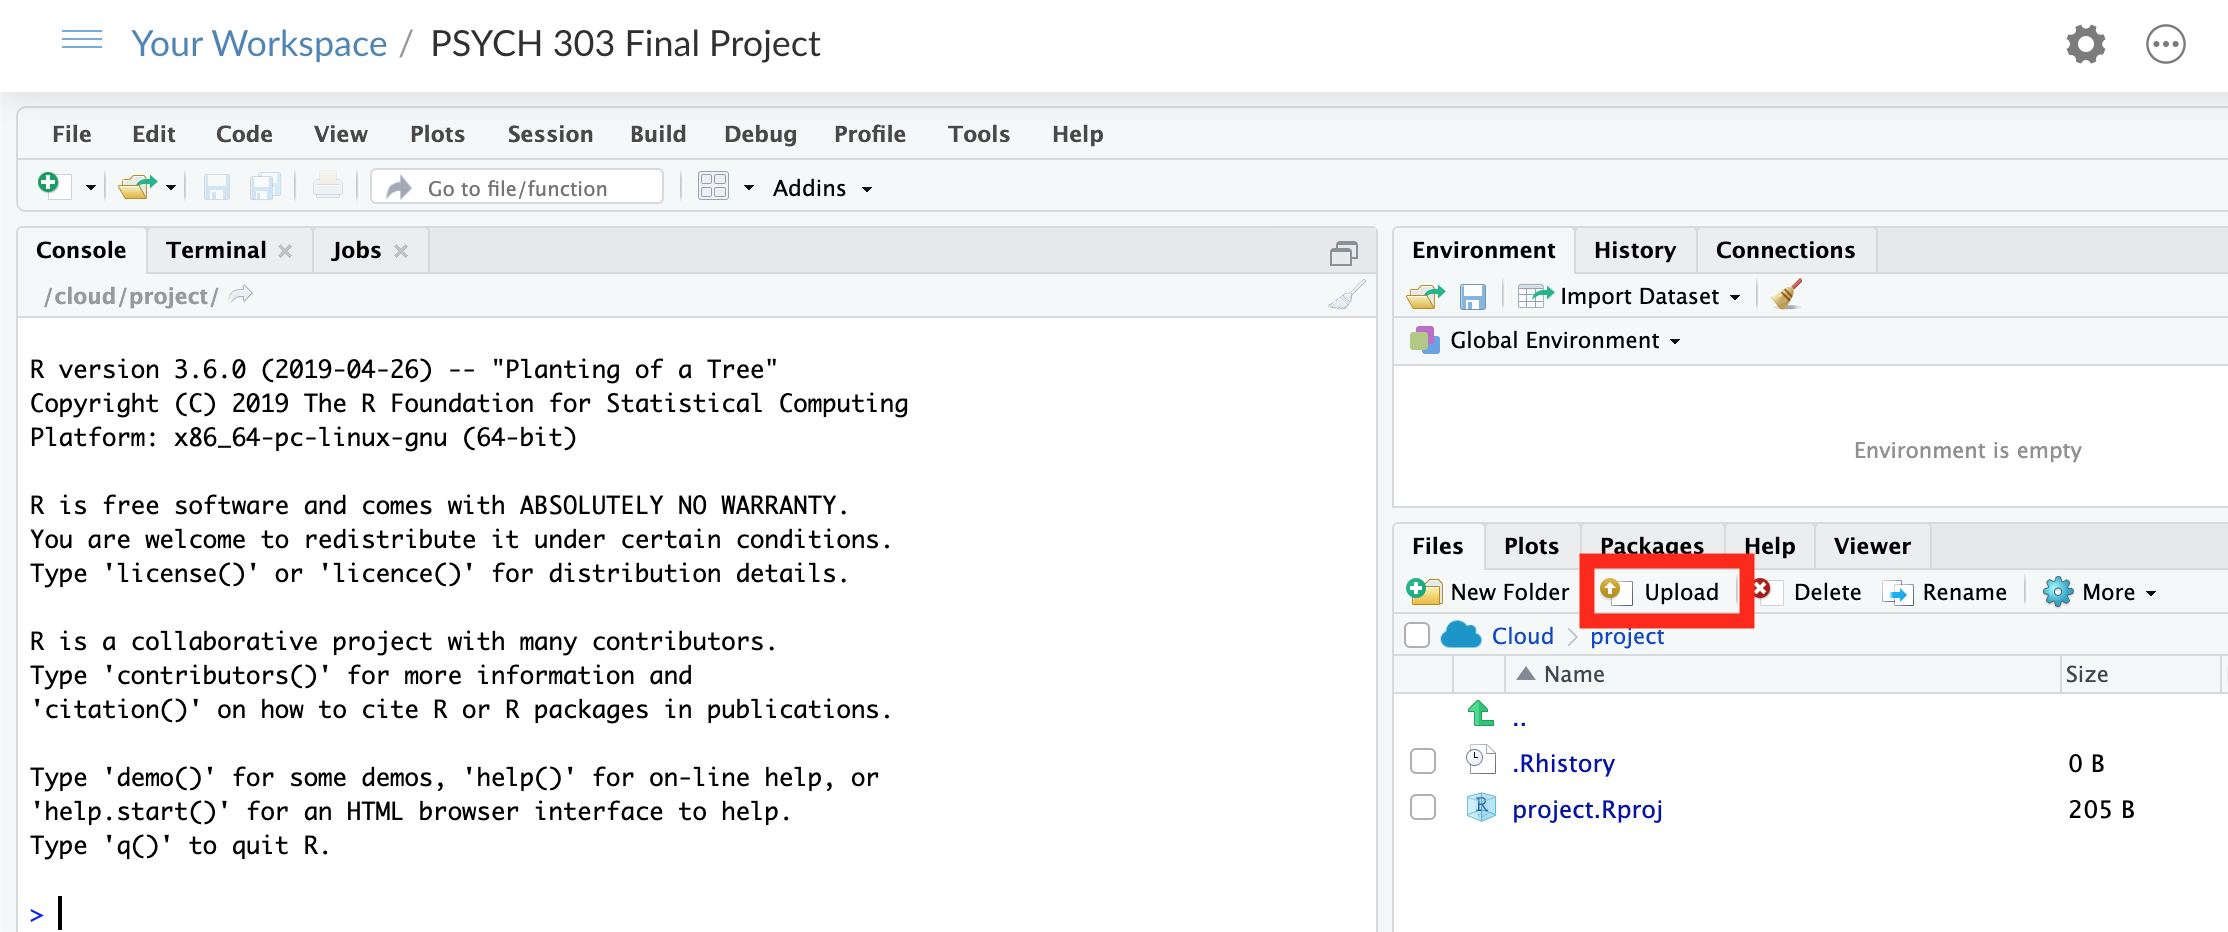 Your Workspace / PSYCH 303 Final Project
File Edit Code View Plots Session Build Debug Profile Tools Help
Go to file/function Addins
Console Terminal Jobs
/cloud/project/
R version 3.6.0 (2019-04-26) -- "Planting of a Tree"
Copyright (C) 2019 The R Foundation for Statistical Computing
Platform: x86_64-pc-linux-gnu (64-bit)
R is free software and comes with ABSOLUTELY NO WARRANTY.
You are welcome to redistribute it under certain conditions.
Type 'license()' or 'licence()' for distribution details.
R is a collaborative project with many contributors.
Type 'contributors()' for more information and
'citation()' on how to cite R or R packages in publications.
Type 'demo()' for some demos, 'help()' for on-line help, or
'help.start()' for an HTML browser interface to help.
Type 'q()' to quit R.
>
Environment History Connections
Import Dataset
Global Environment
Environment is empty
Files Plots Packages Help Viewer
New Folder Upload Delete Rename More
Cloud project
Name Size
..
.Rhistory 0 B
project.Rproj 205 B